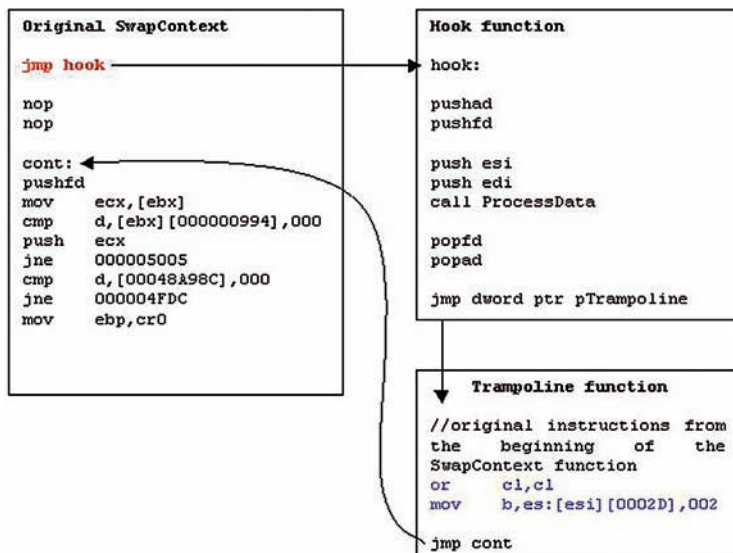 Original SwapContext
jmp hook
nop
nop
cont:
pushfd
mov ecx,[ebx]
cmp d,[ebx][000000994],000
push ecx
jne 000005005
cmp d,[00048A98C],000
jne 000004FDC
mov ebp,cr0
Hook function
hook:
pushad
pushfd
push esi
push edi
call ProcessData
popfd
popad
jmp dword ptr pTrampoline
Trampoline function
//original instructions from
the beginning of the
SwapContext function
or cl,cl
mov b,es:[esi][0002D],002
jmp cont